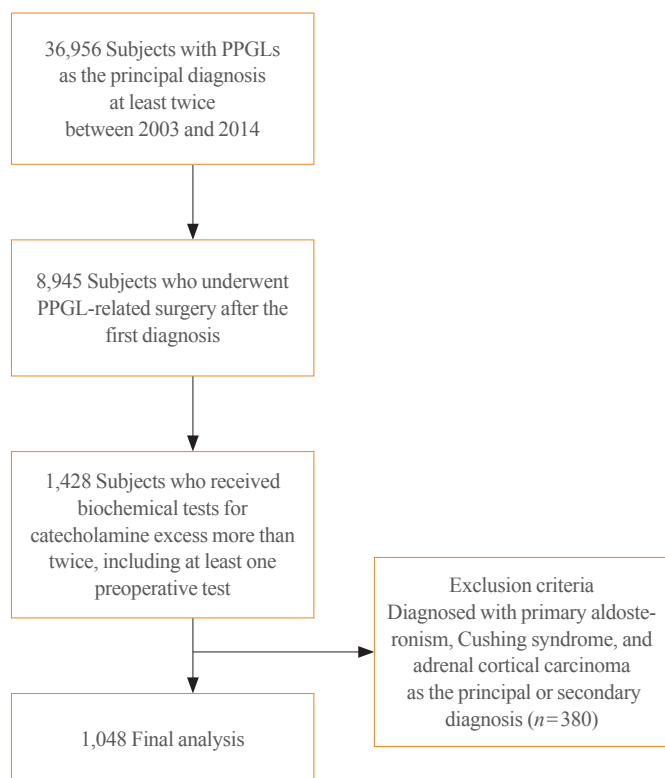 36,956 Subjects with PPGLs
as the principal diagnosis
at least twice
between 2003 and 2014
8,945 Subjects who underwent
PPGL-related surgery after the
first diagnosis
1,428 Subjects who received
biochemical tests for
catecholamine excess more than
twice, including at least one
preoperative test
Exclusion criteria
Diagnosed with primary aldoste-
ronism, Cushing syndrome, and
adrenal cortical carcinoma
as the principal or secondary
diagnosis (n=380)
1,048 Final analysis